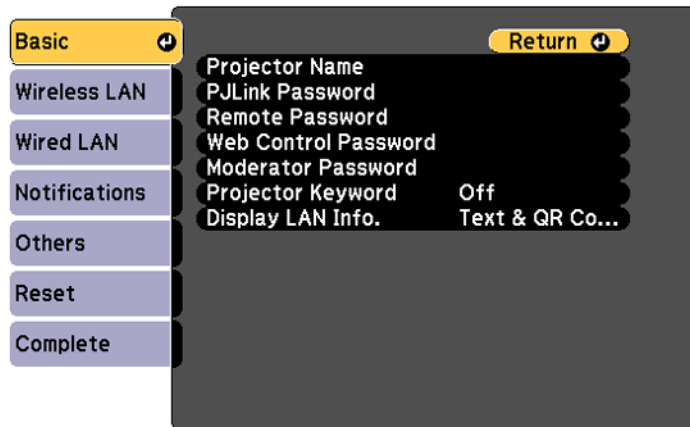 Basic
Wireless LAN
Wired LAN
Notifications
Others
Reset
Complete
Return
Projector Name
PJLink Password
Remote Password
Web Control Password
Moderator Password
Projector Keyword Off
Display LAN Info. Text & QR Co...